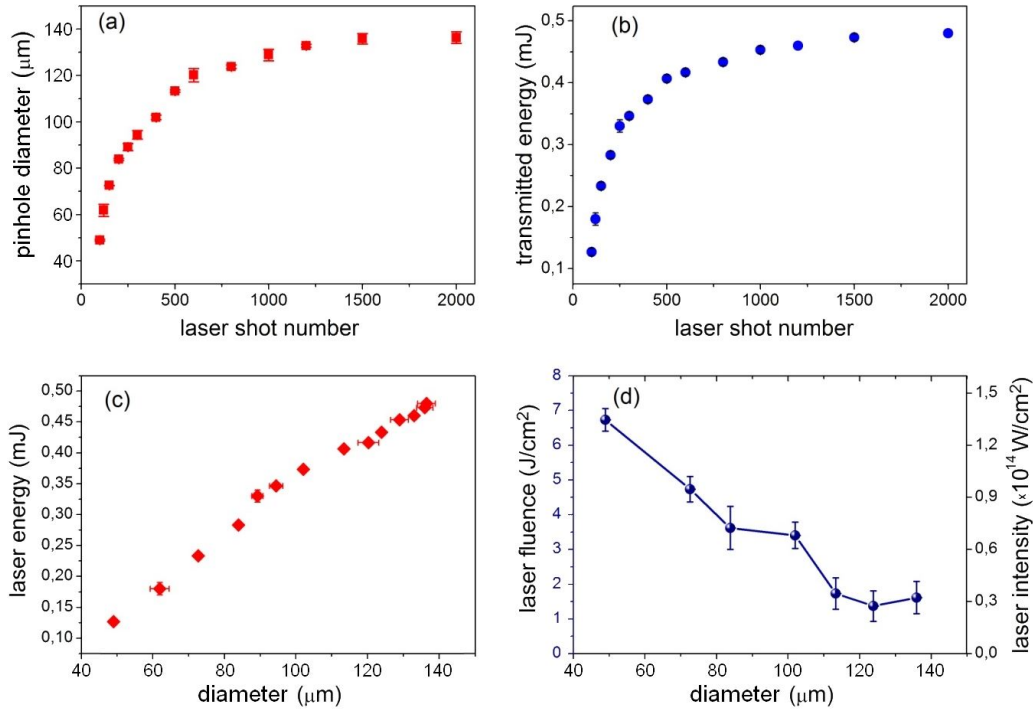 (a)
pinhole diameter (μm)
140
120
100
80
60
40
0 500 1000 1500 2000
laser shot number
(b)
transmitted energy (mJ)
0,5
0,4
0,3
0,2
0,1
0 500 1000 1500 2000
laser shot number
(c)
laser energy (mJ)
0,50
0,45
0,40
0,35
0,30
0,25
0,20
0,15
0,10
40 60 80 100 120 140
diameter (μm)
(d)
laser fluence (J/cm²)
8
7
6
5
4
3
2
1
0
40 60 80 100 120 140
diameter (μm)
1,5
1,2
0,9
0,6
0,3
0,0
laser intensity (×10¹⁴ W/cm²)